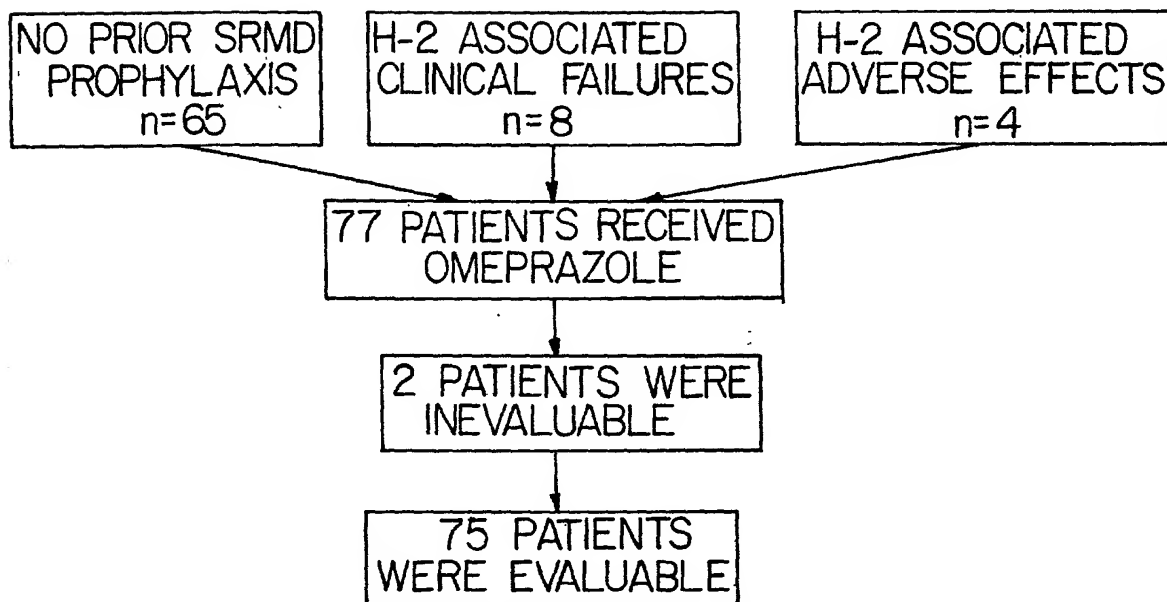 NO PRIOR SRMD
PROPHYLAXIS
n=65
H-2 ASSOCIATED
CLINICAL FAILURES
n=8
H-2 ASSOCIATED
ADVERSE EFFECTS
n=4
77 PATIENTS RECEIVED
OMEPRAZOLE
2 PATIENTS WERE
INEVALUABLE
75 PATIENTS
WERE EVALUABLE